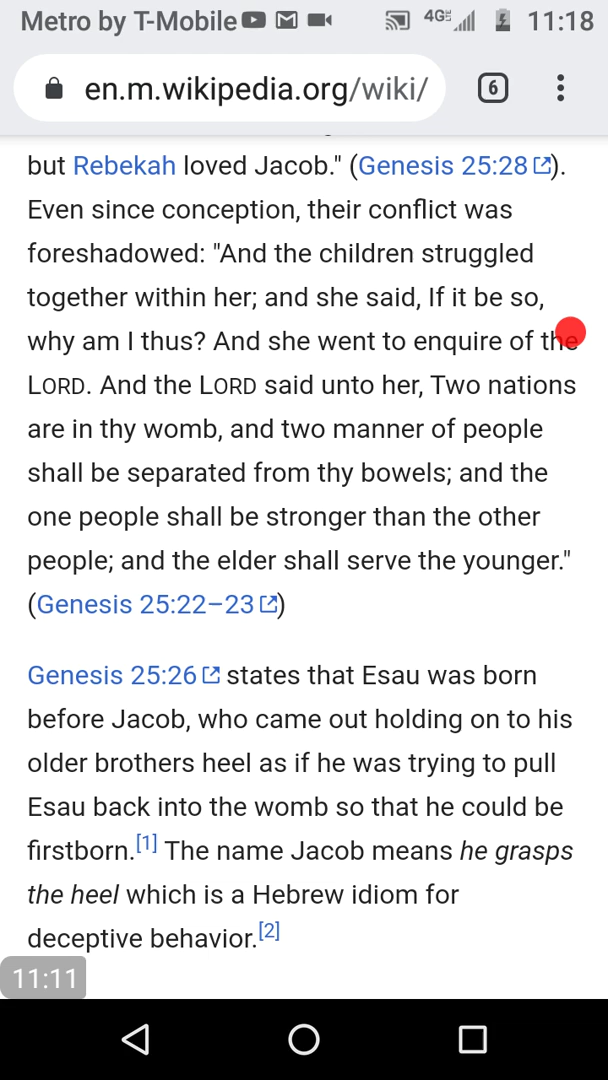 Metro by T-Mobile 4GE 11:18
en.m.wikipedia.org/wiki/ 6
but Rebekah loved Jacob." (Genesis 25:28).
Even since conception, their conflict was
foreshadowed: "And the children struggled
together within her; and she said, If it be so,
why am I thus? And she went to enquire of the
LORD. And the LORD said unto her, Two nations
are in thy womb, and two manner of people
shall be separated from thy bowels; and the
one people shall be stronger than the other
people; and the elder shall serve the younger."
(Genesis 25:22–23)
Genesis 25:26 states that Esau was born
before Jacob, who came out holding on to his
older brothers heel as if he was trying to pull
Esau back into the womb so that he could be
firstborn.[1] The name Jacob means he grasps
the heel which is a Hebrew idiom for
deceptive behavior.[2]
11:11